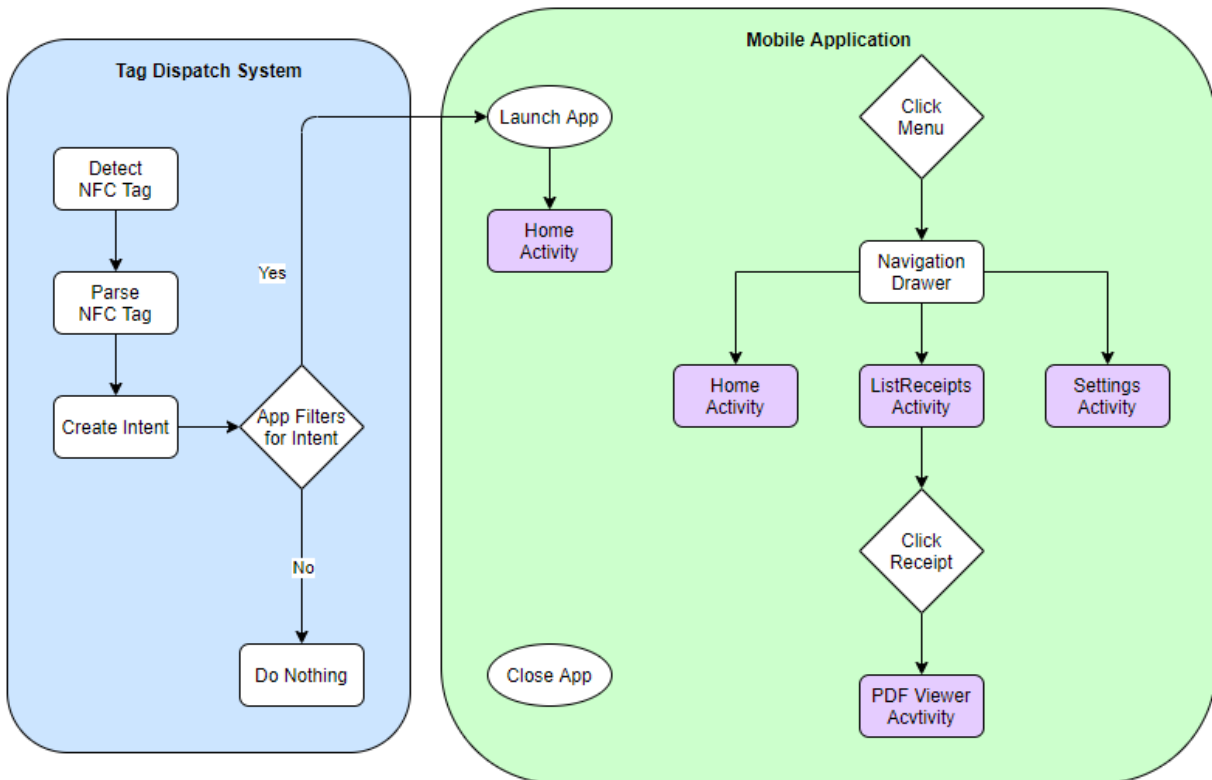 Tag Dispatch System
Detect
NFC Tag
Parse
NFC Tag
Create Intent
App Filters
for Intent
Yes
No
Do Nothing
Mobile Application
Launch App
Home
Activity
Close App
Click
Menu
Navigation
Drawer
Home
Activity
ListReceipts
Activity
Settings
Activity
Click
Receipt
PDF Viewer
Acvtivity